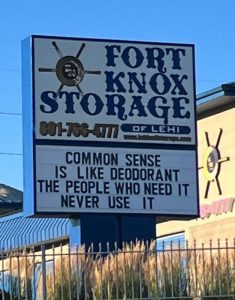 FORT
KNOX
STORAGE
801-766-4777 OF LEHI
COMMON SENSE
IS LIKE DEODORANT
THE PEOPLE WHO NEED IT
NEVER USE IT